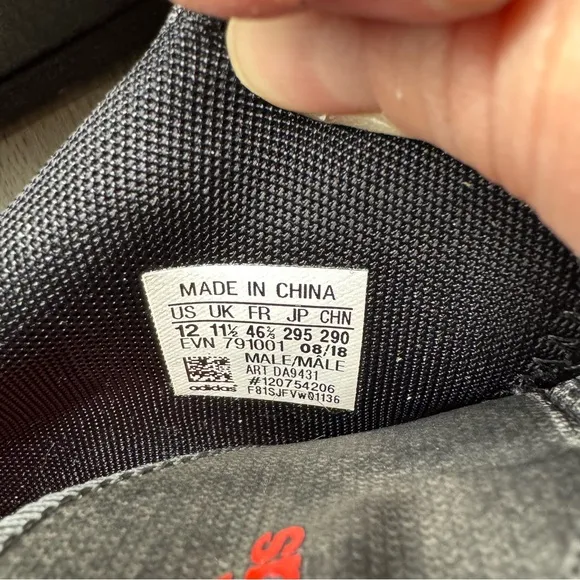 MADE IN CHINA
US UK FR JP CHN
12 11½ 46⅔ 295 290
EVN 791001 08/18
MALE/MÂLE
ART DA9431
#120754206
adidas F81SJFVW01136